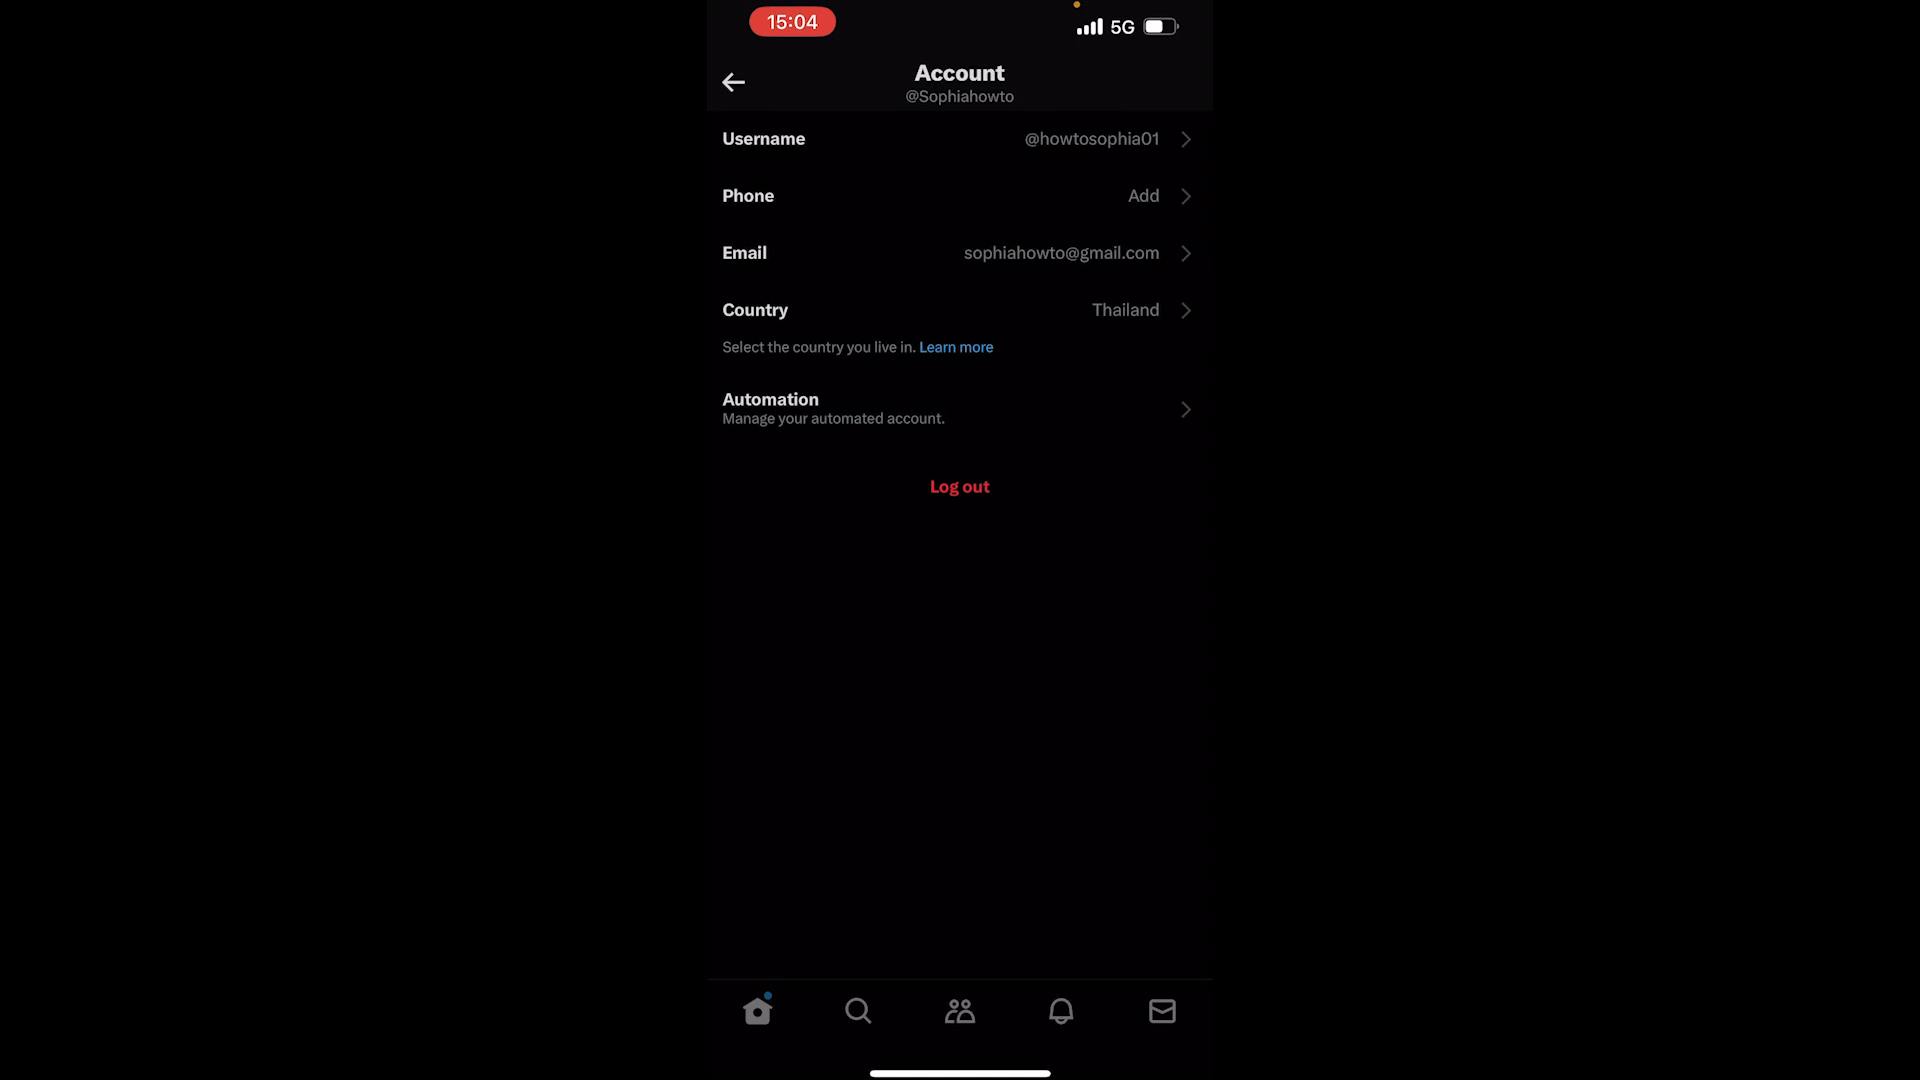 15:04
5G
Account
@Sophiahowto
Username @howtosophia01
Phone Add
Email sophiahowto@gmail.com
Country Thailand
Select the country you live in. Learn more
Automation
Manage your automated account.
Log out